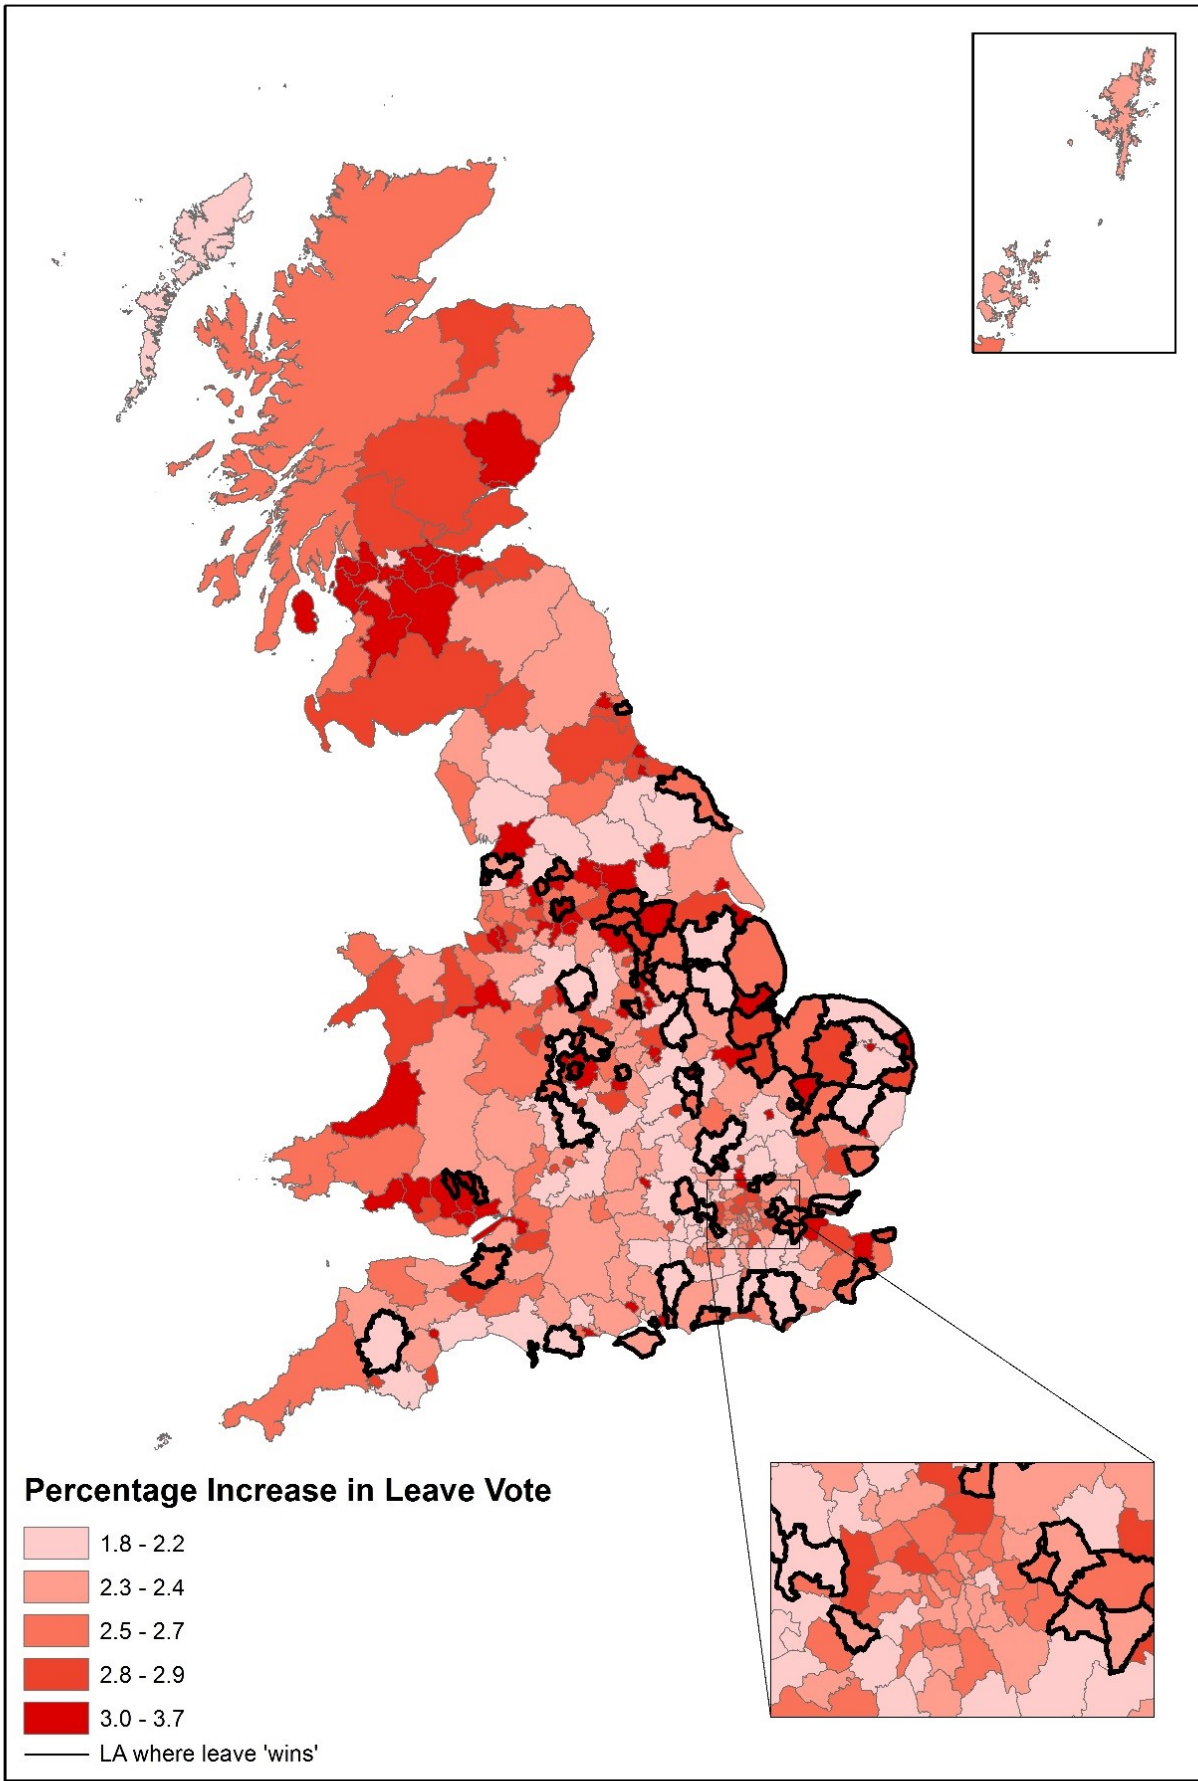 Percentage Increase in Leave Vote
1.8 - 2.2
2.3 - 2.4
2.5 - 2.7
2.8 - 2.9
3.0 - 3.7
LA where leave 'wins'